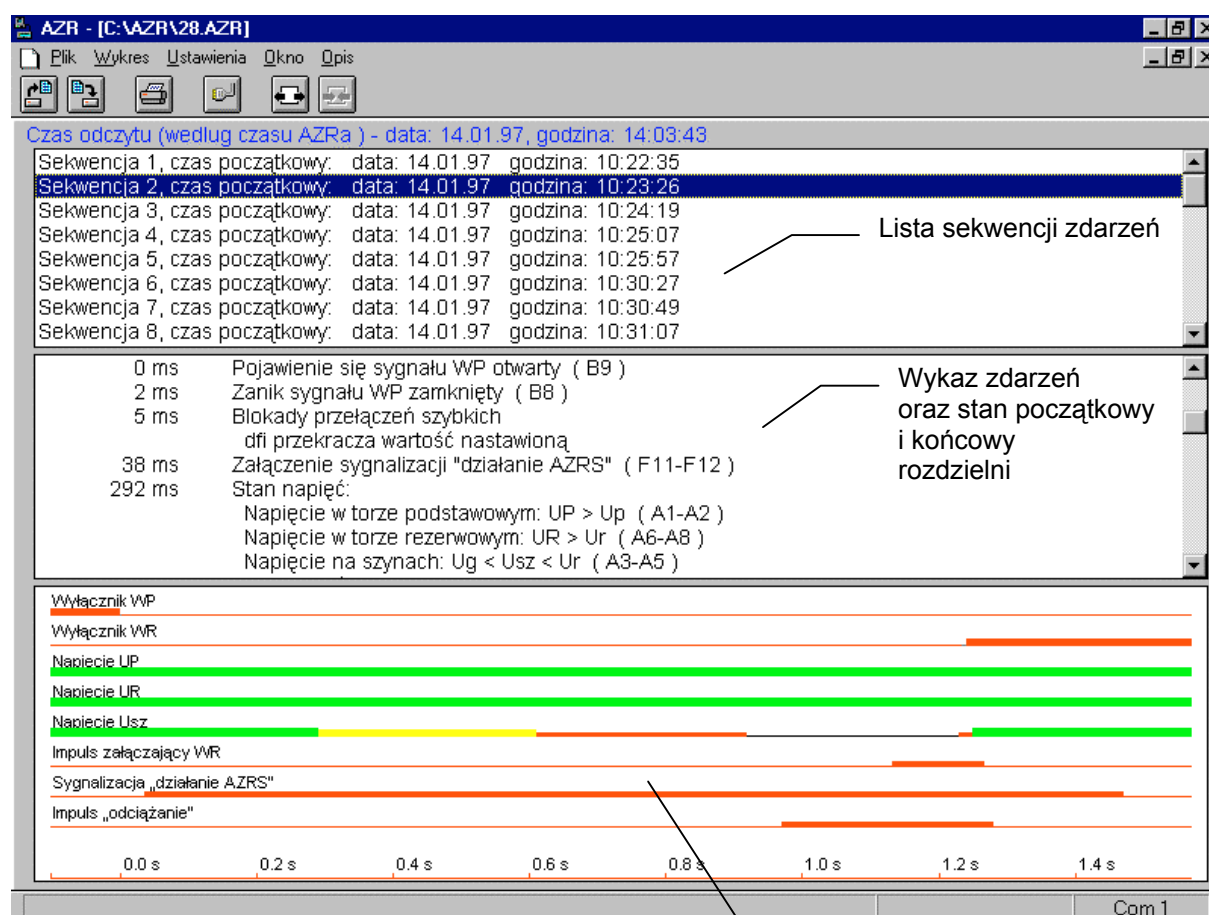 AZR - [C:\AZR\28.AZR]
Plik Wykres Ustawienia Okno Opis
Czas odczytu (wedlug czasu AZRa ) - data: 14.01.97, godzina: 14:03:43
Sekwencja 1, czas początkowy: data: 14.01.97 godzina: 10:22:35
Sekwencja 2, czas początkowy: data: 14.01.97 godzina: 10:23:26
Sekwencja 3, czas początkowy: data: 14.01.97 godzina: 10:24:19
Sekwencja 4, czas początkowy: data: 14.01.97 godzina: 10:25:07
Sekwencja 5, czas początkowy: data: 14.01.97 godzina: 10:25:57
Sekwencja 6, czas początkowy: data: 14.01.97 godzina: 10:30:27
Sekwencja 7, czas początkowy: data: 14.01.97 godzina: 10:30:49
Sekwencja 8, czas początkowy: data: 14.01.97 godzina: 10:31:07
Lista sekwencji zdarzeń
0 ms Pojawienie się sygnału WP otwarty ( B9 )
2 ms Zanik sygnału WP zamknięty ( B8 )
5 ms Blokady przełączeń szybkich
dfi przekracza wartość nastawioną
38 ms Załączenie sygnalizacji "działanie AZRS" ( F11-F12 )
292 ms Stan napięć:
Napięcie w torze podstawowym: UP > Up ( A1-A2 )
Napięcie w torze rezerwowym: UR > Ur ( A6-A8 )
Napięcie na szynach: Ug < Usz < Ur ( A3-A5 )
Wykaz zdarzeń
oraz stan początkowy
i końcowy
rozdzielni
Wyłącznik WP
Wyłącznik WR
Napiecie UP
Napiecie UR
Napiecie Usz
Impuls załączający WR
Sygnalizacja „działanie AZRS"
Impuls „odciążanie"
0.0 s 0.2 s 0.4 s 0.6 s 0.8 s 1.0 s 1.2 s 1.4 s
Com 1